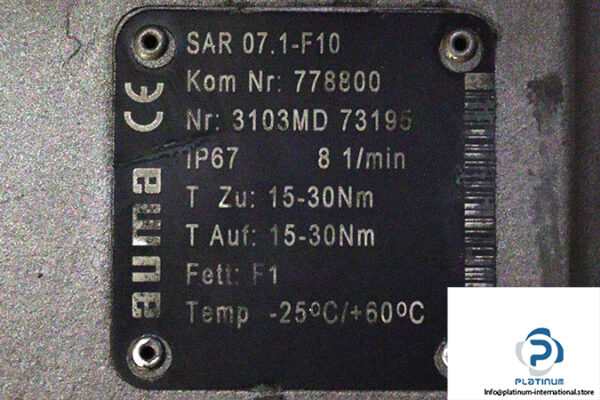 SAR 07.1-F10
Kom Nr: 778800
Nr: 3103MD 73195
IP67 8 1/min
T Zu: 15-30Nm
T Auf: 15-30Nm
Fett: F1
Temp -25ºC/+60ºC
CE
auma
PLATINUM
Info@platinum-international.store